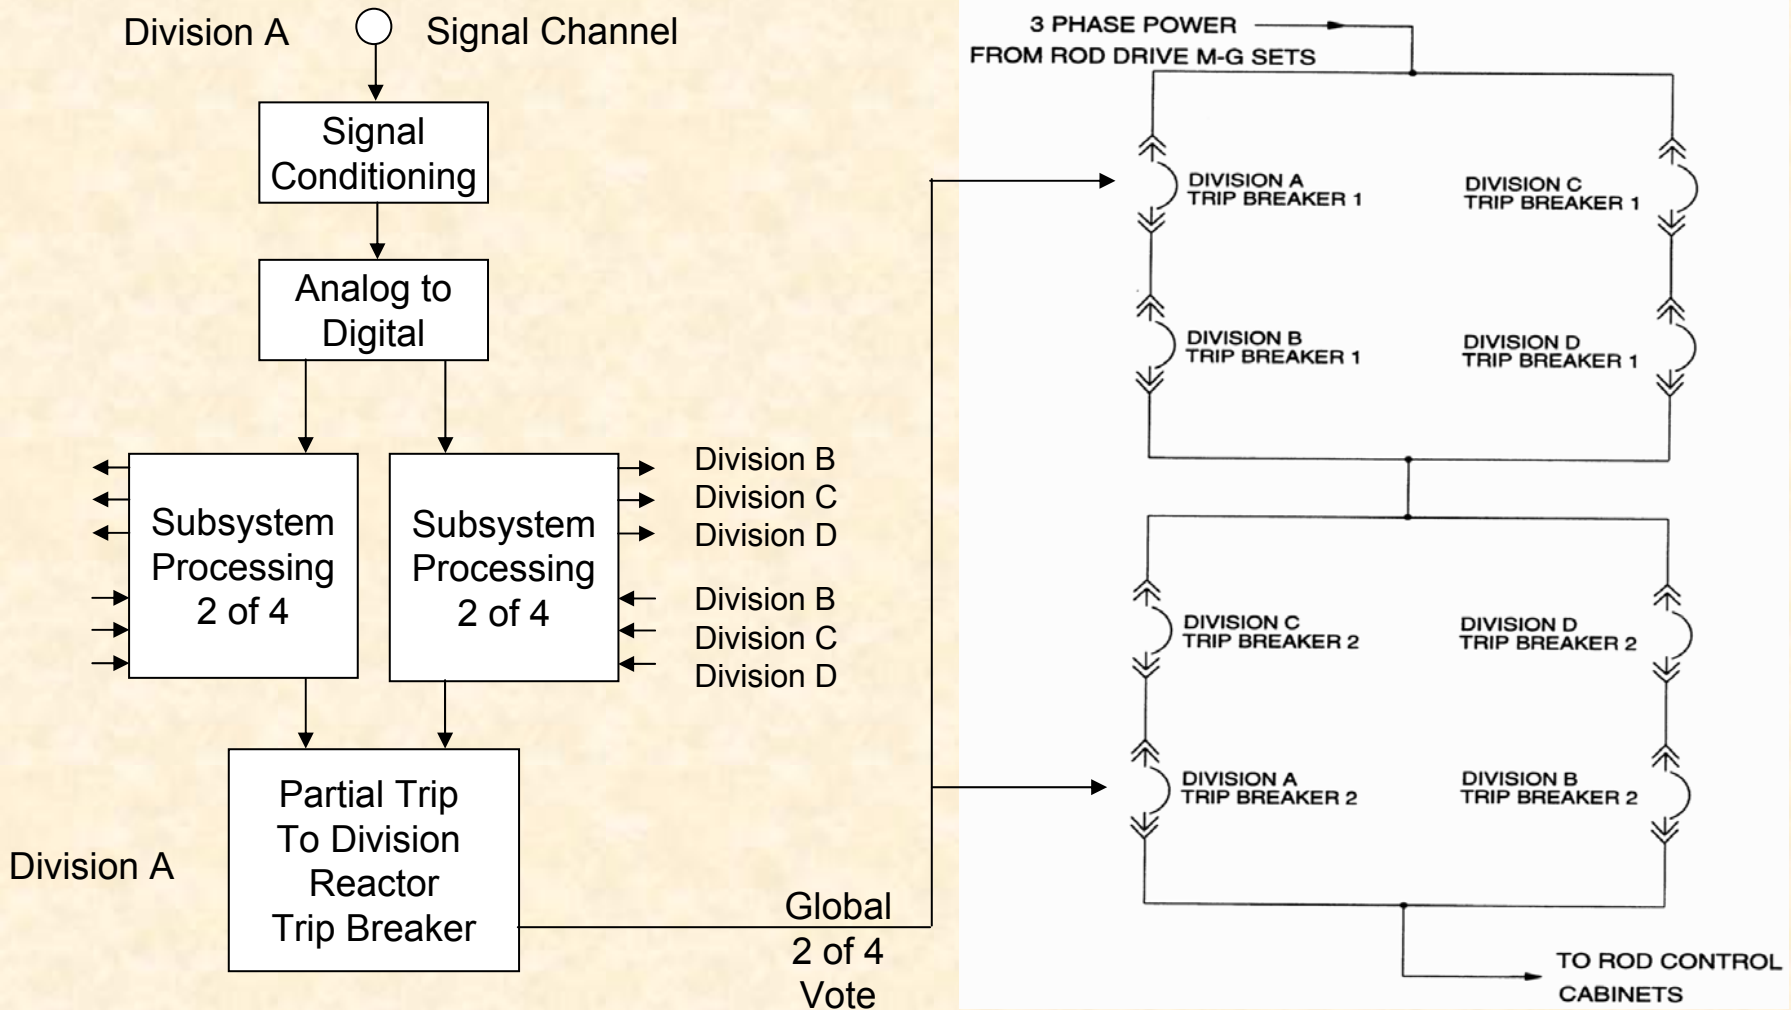 Division A
Signal Channel
Signal
Conditioning
Analog to
Digital
Subsystem
Processing
2 of 4
Subsystem
Processing
2 of 4
Division B
Division C
Division D
Division B
Division C
Division D
Division A
Partial Trip
To Division
Reactor
Trip Breaker
Global
2 of 4
Vote
3 PHASE POWER
FROM ROD DRIVE M-G SETS
DIVISION A
TRIP BREAKER 1
DIVISION C
TRIP BREAKER 1
DIVISION B
TRIP BREAKER 1
DIVISION D
TRIP BREAKER 1
DIVISION C
TRIP BREAKER 2
DIVISION D
TRIP BREAKER 2
DIVISION A
TRIP BREAKER 2
DIVISION B
TRIP BREAKER 2
TO ROD CONTROL
CABINETS